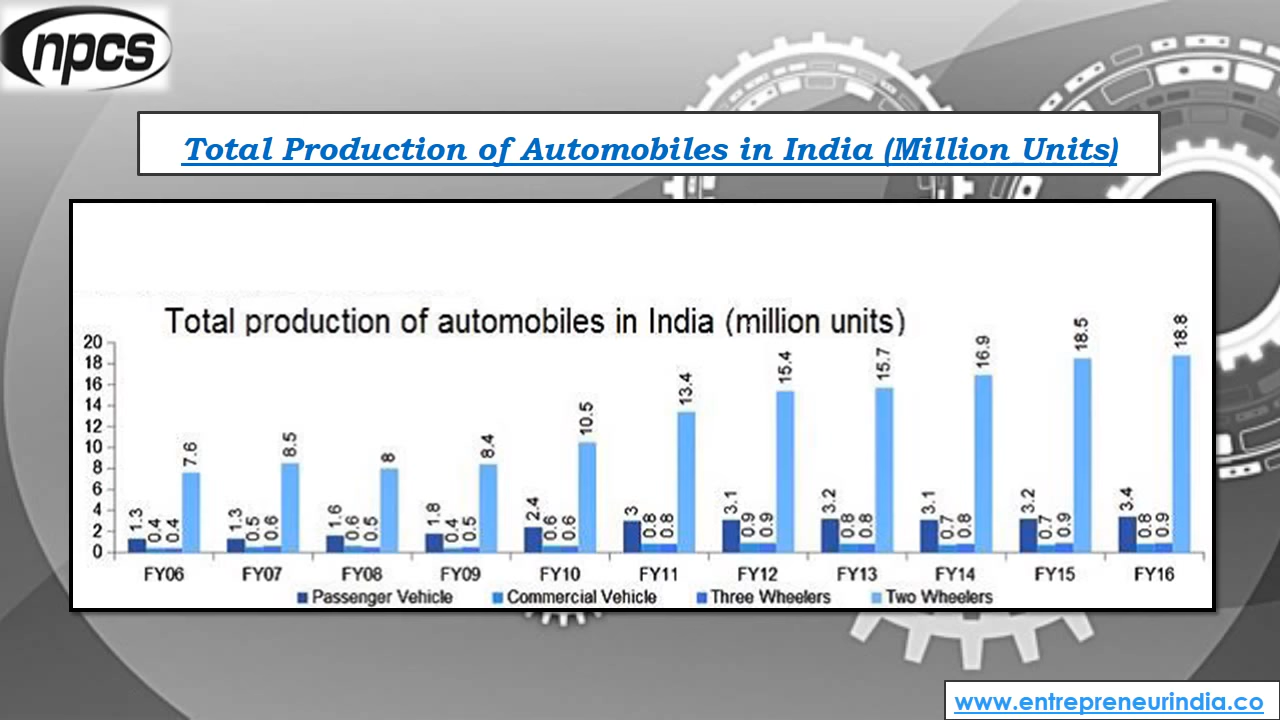 npcs
Total Production of Automobiles in India (Million Units)
Total production of automobiles in India (million units)
20
18
16
14
12
10
8
6
4
2
0
1.3 0.4 0.4 7.6
1.3 0.5 0.6 8.5
1.6 0.6 0.5 8
1.8 0.4 0.5 8.4
2.4 0.6 0.6 10.5
3 0.8 0.8 13.4
3.1 0.9 0.9 15.4
3.2 0.8 0.8 15.7
3.1 0.7 0.8 16.9
3.2 0.7 0.9 18.5
3.4 0.8 0.9 18.8
FY06 FY07 FY08 FY09 FY10 FY11 FY12 FY13 FY14 FY15 FY16
Passenger Vehicle Commercial Vehicle Three Wheelers Two Wheelers
www.entrepreneurindia.co